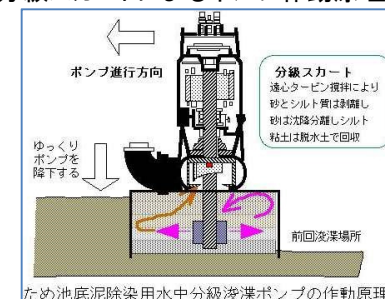 ポンプ進行方向
分級スカート
遠心タービン撹拌により
砂とシルト質は剥離し
砂は沈降分離しシルト
粘土は脱水土で回収
ゆっくり
ポンプを
降下する
前回浚渫場所
ため池底泥除染用水中分級浚渫ポンプの作動原理